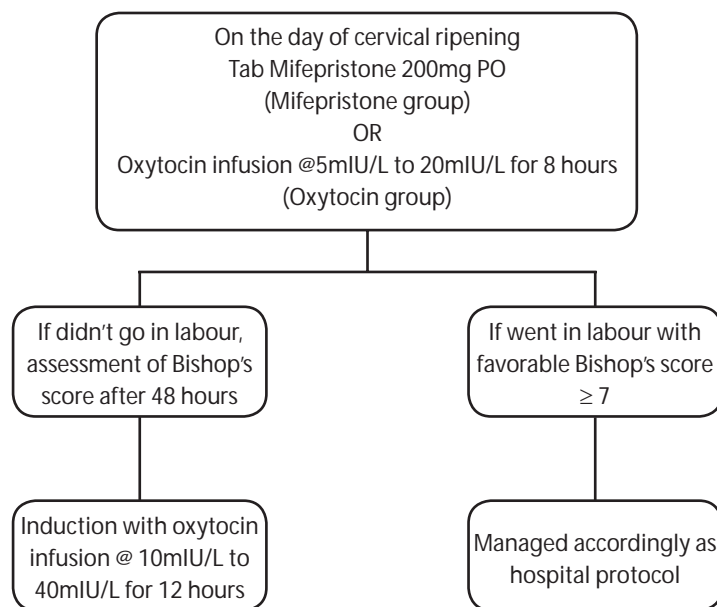 On the day of cervical ripening
Tab Mifepristone 200mg PO
(Mifepristone group)
OR
Oxytocin infusion @5mIU/L to 20mIU/L for 8 hours
(Oxytocin group)
If didn't go in labour,
assessment of Bishop's
score after 48 hours
If went in labour with
favorable Bishop's score
≥ 7
Induction with oxytocin
infusion @ 10mIU/L to
40mIU/L for 12 hours
Managed accordingly as
hospital protocol